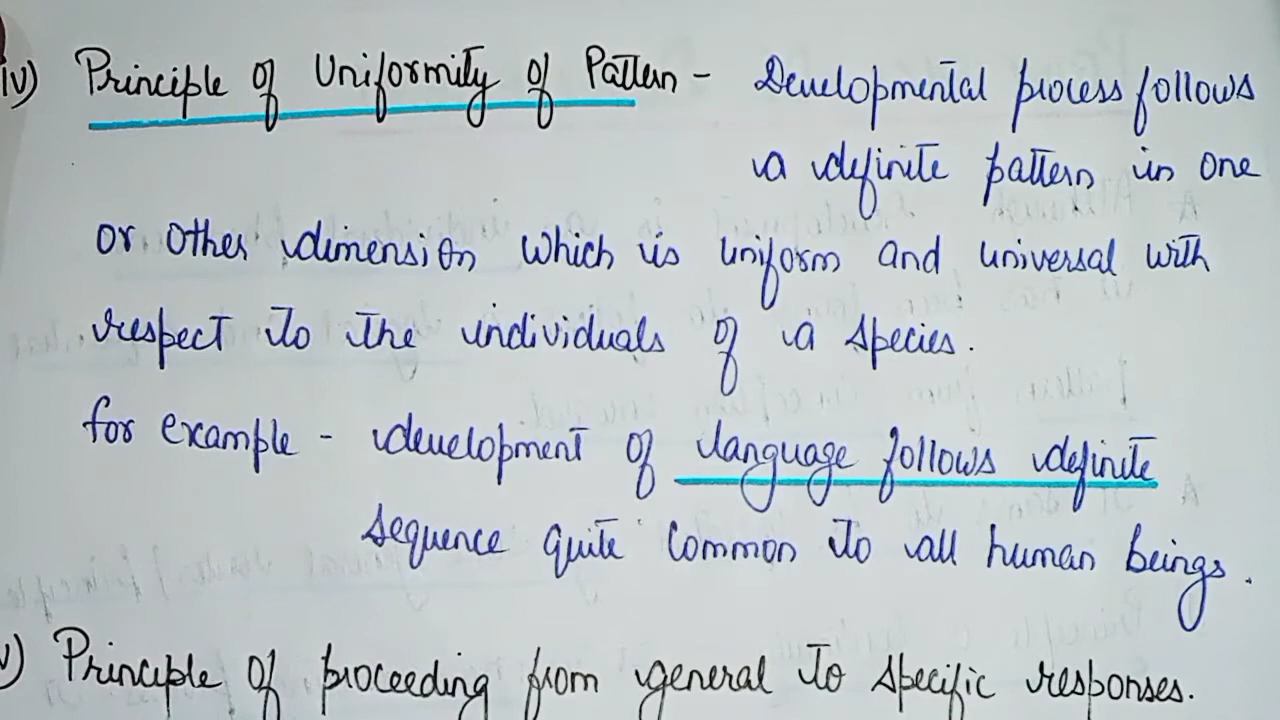 iv) Principle of Uniformity of Pattern - Developmental process follows
a definite pattern in one
or other dimension which is uniform and universal with
respect to the individuals of a species.
for example - development of language follows definite
sequence quite common to all human beings.
v) Principle of proceeding from general to specific responses.